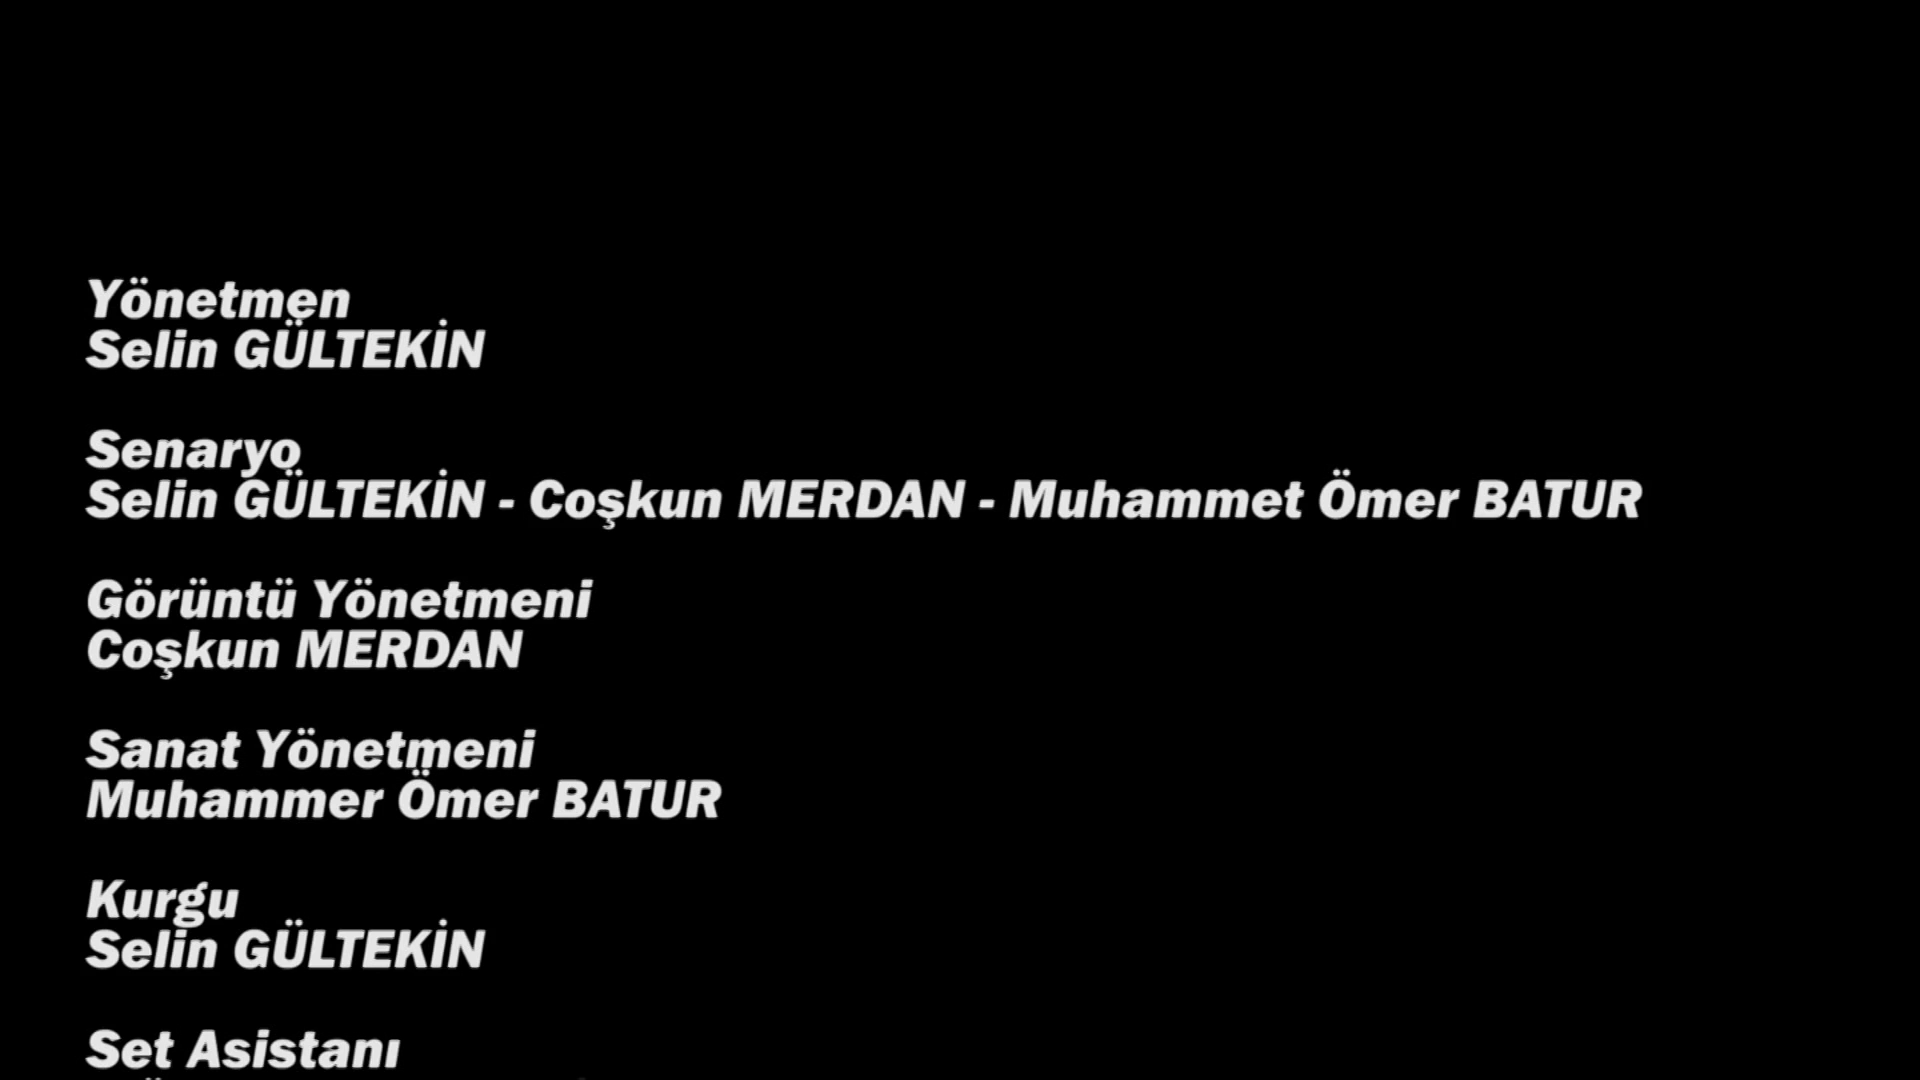 Yönetmen
Selin GÜLTEKİN
Senaryo
Selin GÜLTEKİN - Coşkun MERDAN - Muhammet Ömer BATUR
Görüntü Yönetmeni
Coşkun MERDAN
Sanat Yönetmeni
Muhammer Ömer BATUR
Kurgu
Selin GÜLTEKİN
Set Asistanı